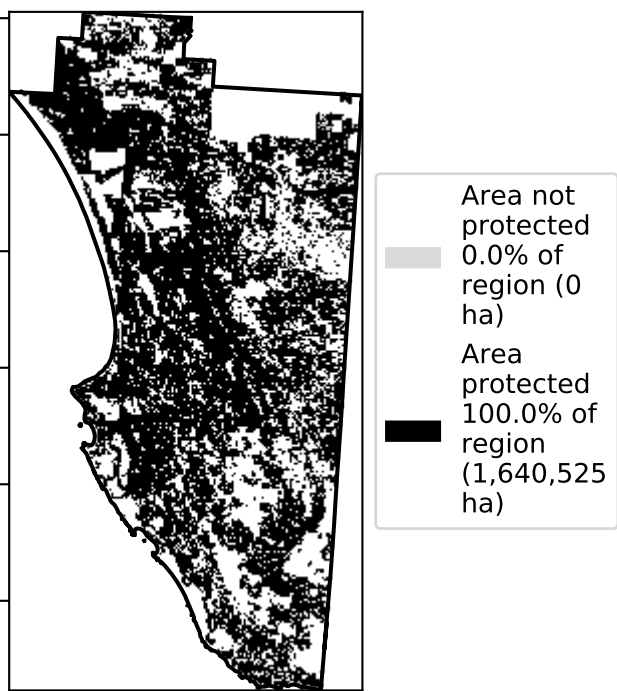 Area not
protected
0.0% of
region (0
ha)
Area
protected
100.0% of
region
(1,640,525
ha)